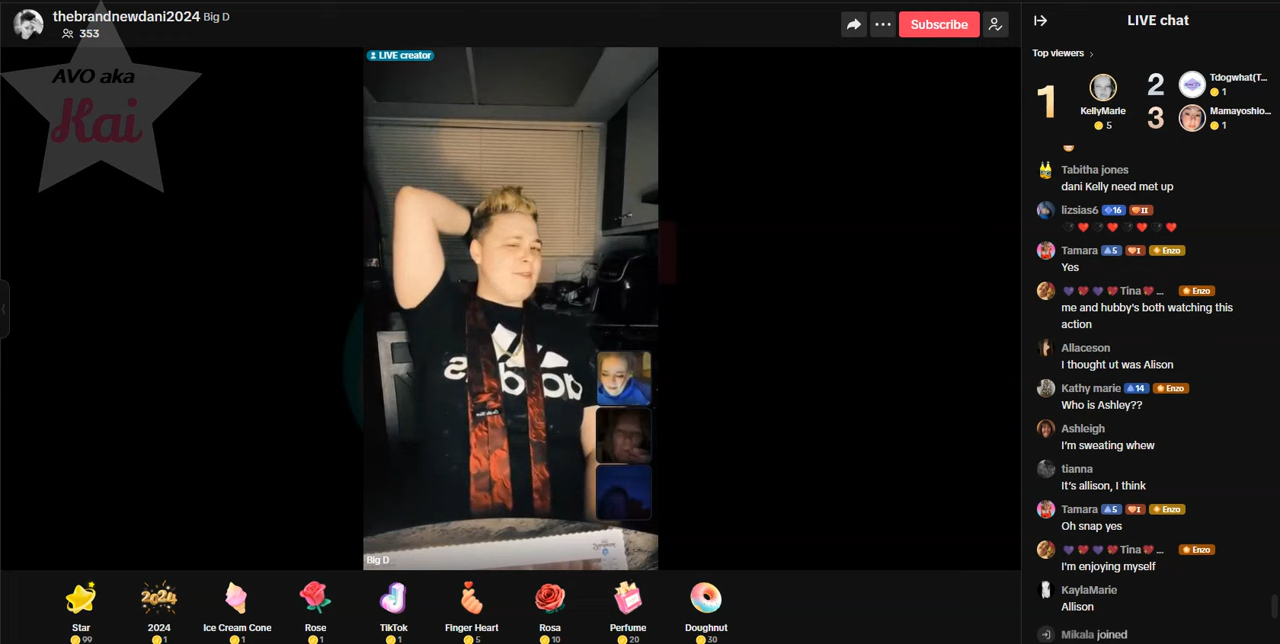 thebrandnewdani2024 Big D
353
Subscribe
AVO aka
Kai
LIVE creator
adidas
Big D
Star
99
2024
2024
1
Ice Cream Cone
1
Rose
1
TikTok
1
Finger Heart
5
Rosa
10
Perfume
20
Doughnut
30
LIVE chat
Top viewers
1
KellyMarie
5
2
Tdogwhat(T...
1
3
Mamayoshio...
1
Tabitha jones
dani Kelly need met up
lizsias6 16 II
🖤❤️🖤❤️🖤❤️🖤❤️
Tamara 5 I Enzo
Yes
💜💖💜💖Tina💖... Enzo
me and hubby's both watching this
action
Allaceson
I thought ut was Alison
Kathy marie 14 Enzo
Who is Ashley??
Ashleigh
I'm sweating whew
tianna
It's allison, I think
Tamara 5 I Enzo
Oh snap yes
💜💖💜💖Tina💖... Enzo
I'm enjoying myself
KaylaMarie
Allison
Mikala joined